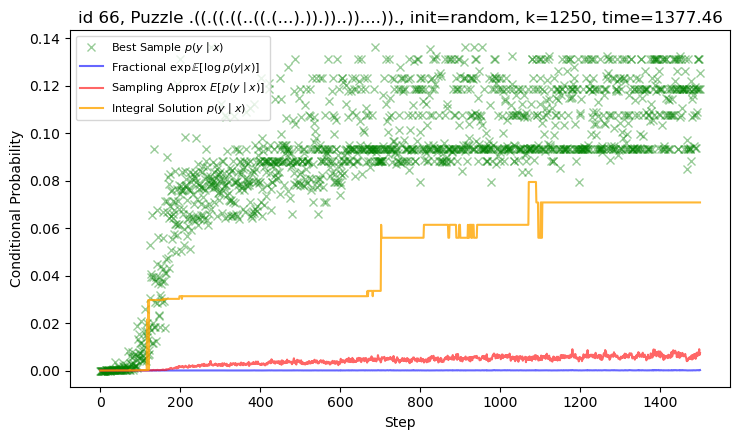 id 66, Puzzle .((.((.((..((.((...).)).))..))....))., init=random, k=1250, time=1377.46
Best Sample p(y | x)
Fractional exp𝔼[log p(y|x)]
Sampling Approx E[p(y | x)]
Integral Solution p(y | x)
0.14
0.12
0.10
0.08
0.06
0.04
0.02
0.00
Conditional Probability
0 200 400 600 800 1000 1200 1400
Step